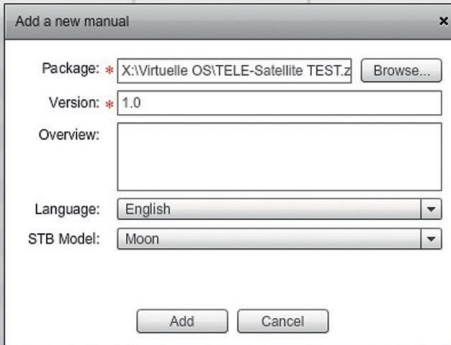 Add a new manual ×
Package: * X:\Virtuelle OS\TELE-Satellite TEST.z Browse...
Version: * 1.0
Overview:
Language: English
STB Model: Moon
Add Cancel